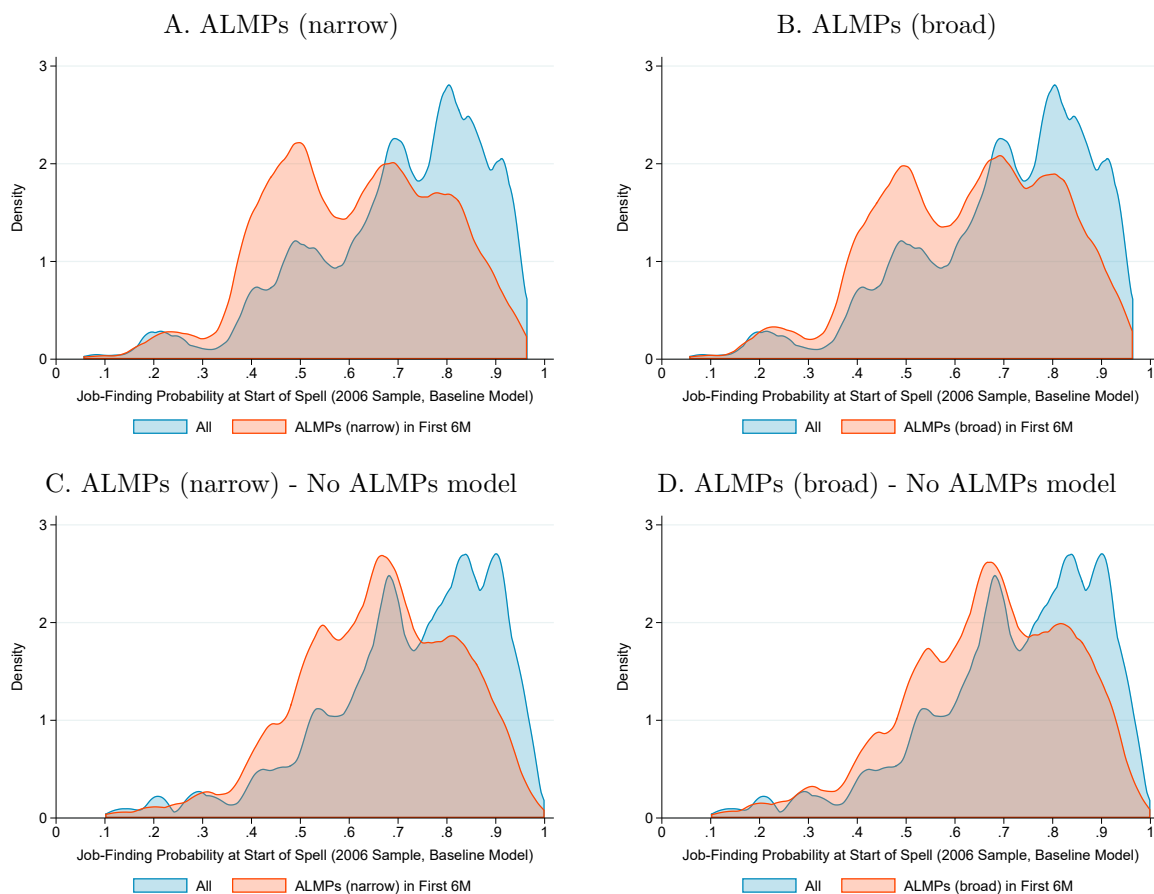 A. ALMPs (narrow)
3
2
1
0
Density
0 .1 .2 .3 .4 .5 .6 .7 .8 .9 1
Job-Finding Probability at Start of Spell (2006 Sample, Baseline Model)
All ALMPs (narrow) in First 6M
B. ALMPs (broad)
3
2
1
0
Density
0 .1 .2 .3 .4 .5 .6 .7 .8 .9 1
Job-Finding Probability at Start of Spell (2006 Sample, Baseline Model)
All ALMPs (broad) in First 6M
C. ALMPs (narrow) - No ALMPs model
3
2
1
0
Density
0 .1 .2 .3 .4 .5 .6 .7 .8 .9 1
Job-Finding Probability at Start of Spell (2006 Sample, Baseline Model)
All ALMPs (narrow) in First 6M
D. ALMPs (broad) - No ALMPs model
3
2
1
0
Density
0 .1 .2 .3 .4 .5 .6 .7 .8 .9 1
Job-Finding Probability at Start of Spell (2006 Sample, Baseline Model)
All ALMPs (broad) in First 6M